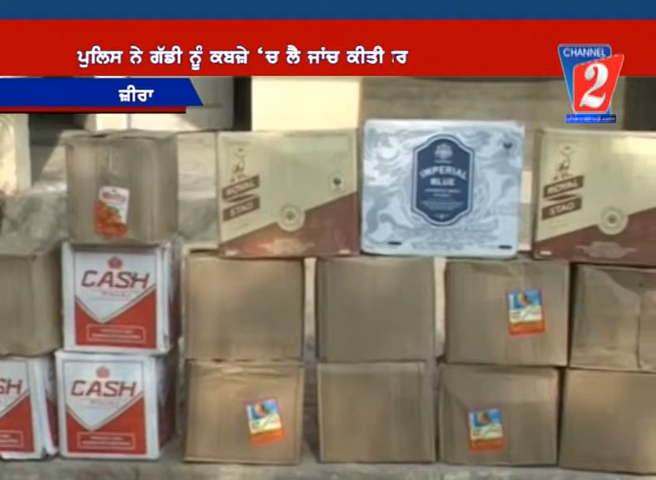 ਪੁਲਿਸ ਨੇ ਗੱਡੀ ਨੂੰ ਕਬਜ਼ੇ ‘ਚ ਲੈ ਜਾਂਚ ਕੀਤੀ
CHANNEL
2
ਜ਼ੀਰਾ
ROYAL
STAG
IMPERIAL
BLUE
ROYAL
STAG
CASH
CASH